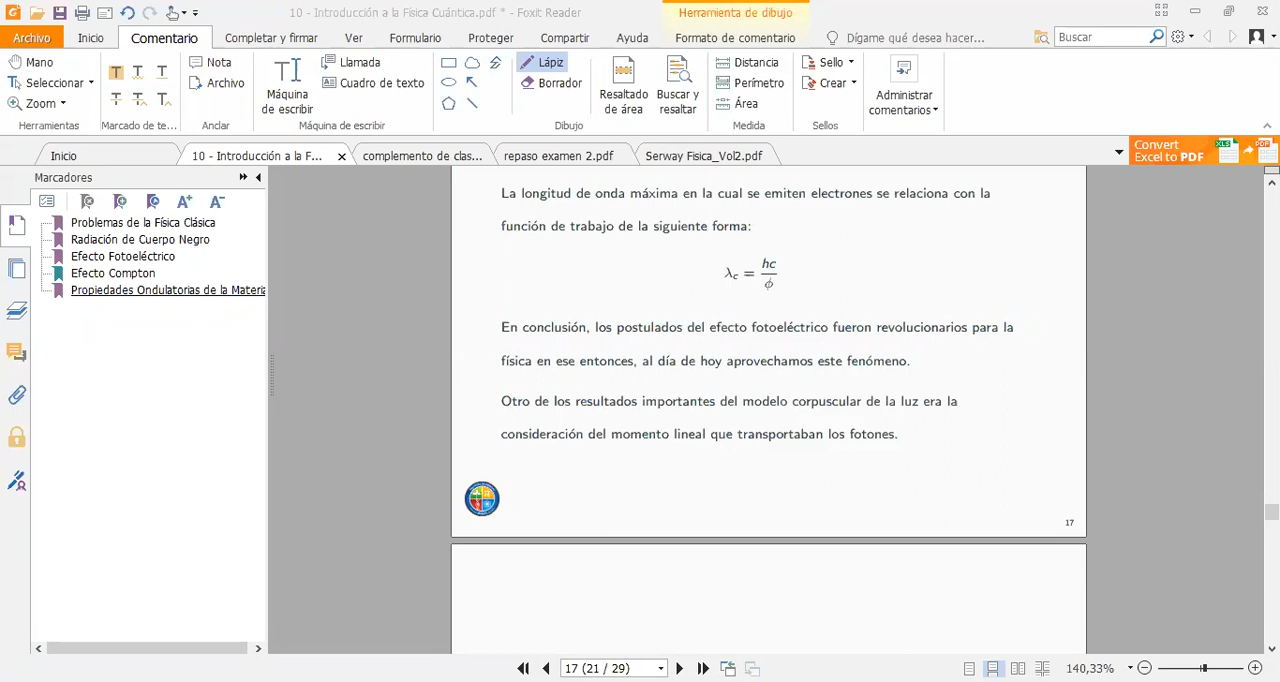 10 - Introducción a la Física Cuántica.pdf * - Foxit Reader
Herramienta de dibujo
Archivo Inicio Comentario Completar y firmar Ver Formulario Proteger Compartir Ayuda Formato de comentario Dígame qué desea hacer... Buscar
Mano
Seleccionar
Zoom
Herramientas
Marcado de te...
Nota
Archivo
Andar
Máquina
de escribir
Llamada
Cuadro de texto
Máquina de escribir
Lápiz
Borrador
Dibujo
Resaltado
de área
Buscar y
resaltar
Distancia
Perímetro
Área
Medida
Sello
Crear
Sellos
Administrar
comentarios
Inicio 10 - Introducción a la F... complemento de clas... repaso examen 2.pdf Serway Fisica_Vol2.pdf
Convert
Excel to PDF
XLS
PDF
Marcadores
Problemas de la Física Clásica
Radiación de Cuerpo Negro
Efecto Fotoeléctrico
Efecto Compton
Propiedades Ondulatorias de la Materia
La longitud de onda máxima en la cual se emiten electrones se relaciona con la
función de trabajo de la siguiente forma:
λc = hc/ϕ
En conclusión, los postulados del efecto fotoeléctrico fueron revolucionarios para la
física en ese entonces, al día de hoy aprovechamos este fenómeno.
Otro de los resultados importantes del modelo corpuscular de la luz era la
consideración del momento lineal que transportaban los fotones.
17
17 (21 / 29)
140,33%